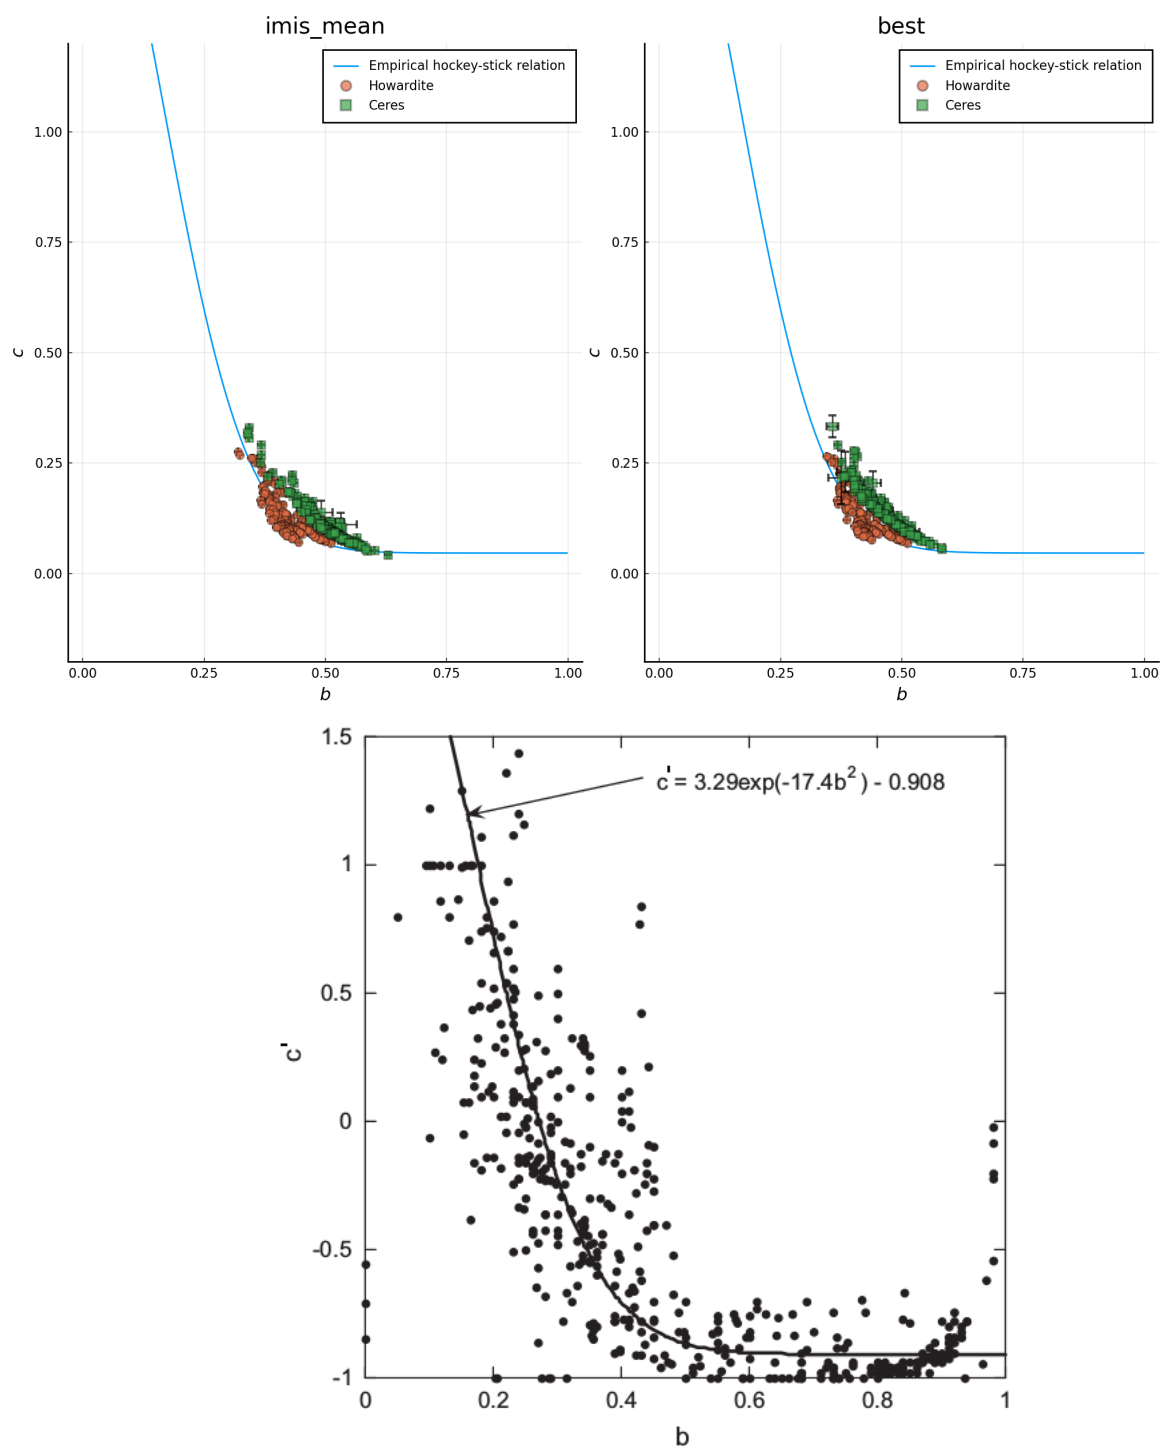 imis_mean
Empirical hockey-stick relation
Howardite
Ceres
1.00
0.75
0.50
0.25
0.00
c
0.00 0.25 0.50 0.75 1.00
b
best
Empirical hockey-stick relation
Howardite
Ceres
1.00
0.75
0.50
0.25
0.00
c
0.00 0.25 0.50 0.75 1.00
b
c' = 3.29exp(-17.4b²) - 0.908
1.5
1
0.5
0
-0.5
-1
c'
0 0.2 0.4 0.6 0.8 1
b